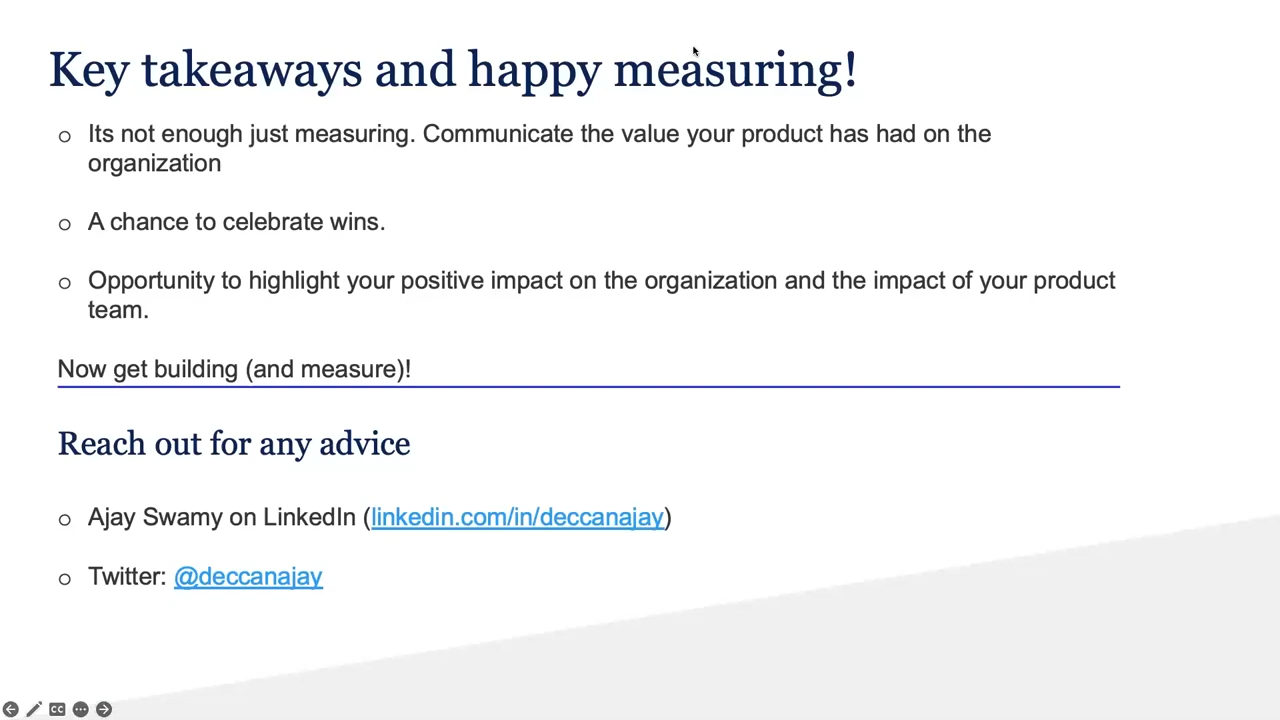 Key takeaways and happy measuring!
o Its not enough just measuring. Communicate the value your product has had on the
organization
o A chance to celebrate wins.
o Opportunity to highlight your positive impact on the organization and the impact of your product
team.
Now get building (and measure)!
Reach out for any advice
o Ajay Swamy on LinkedIn (linkedin.com/in/deccanajay)
o Twitter: @deccanajay
CC